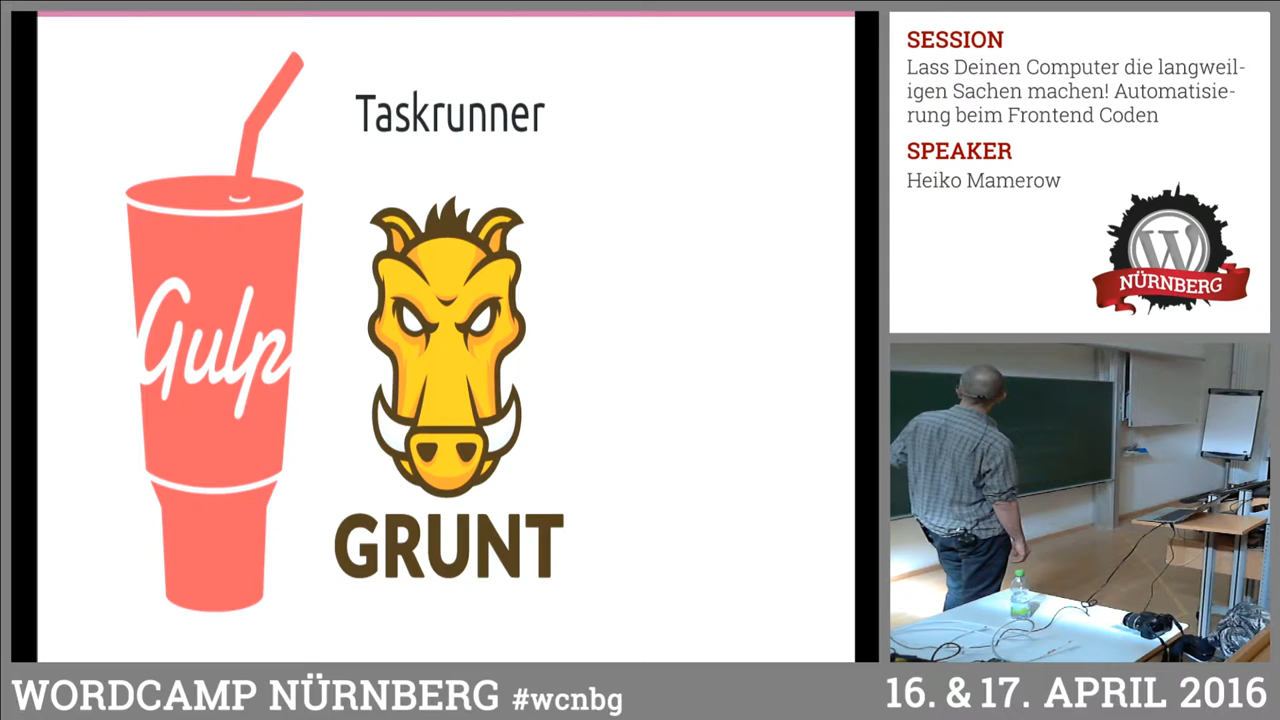 Taskrunner
Gulp
GRUNT
SESSION
Lass Deinen Computer die langweil-
igen Sachen machen! Automatisie-
rung beim Frontend Coden
SPEAKER
Heiko Mamerow
W
NÜRNBERG
WORDCAMP NÜRNBERG #wcnbg
16. & 17. APRIL 2016